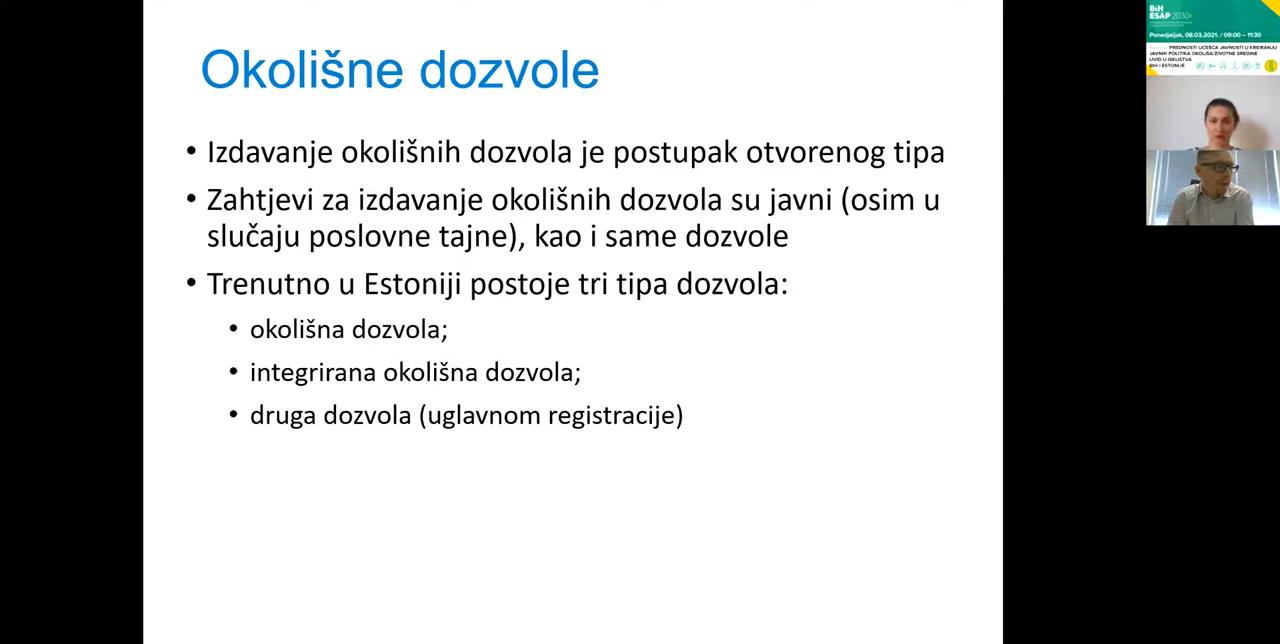 Okolišne dozvole
• Izdavanje okolišnih dozvola je postupak otvorenog tipa
• Zahtjevi za izdavanje okolišnih dozvola su javni (osim u
slučaju poslovne tajne), kao i same dozvole
• Trenutno u Estoniji postoje tri tipa dozvola:
• okolišna dozvola;
• integrirana okolišna dozvola;
• druga dozvola (uglavnom registracije)
BiH
ESAP 2030+
Ponedjeljak, 08.03.2021. / 09:00 – 11:30
PREDNOSTI UČEŠĆA JAVNOSTI U KREIRANJU
JAVNIH POLITIKA OKOLIŠA/ŽIVOTNE SREDINE
UVID U ISKUSTVA
BIH I ESTONIJE